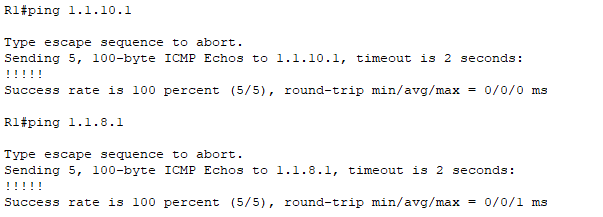 R1#ping 1.1.10.1
Type escape sequence to abort.
Sending 5, 100-byte ICMP Echos to 1.1.10.1, timeout is 2 seconds:
!!!!!
Success rate is 100 percent (5/5), round-trip min/avg/max = 0/0/0 ms
R1#ping 1.1.8.1
Type escape sequence to abort.
Sending 5, 100-byte ICMP Echos to 1.1.8.1, timeout is 2 seconds:
!!!!!
Success rate is 100 percent (5/5), round-trip min/avg/max = 0/0/1 ms